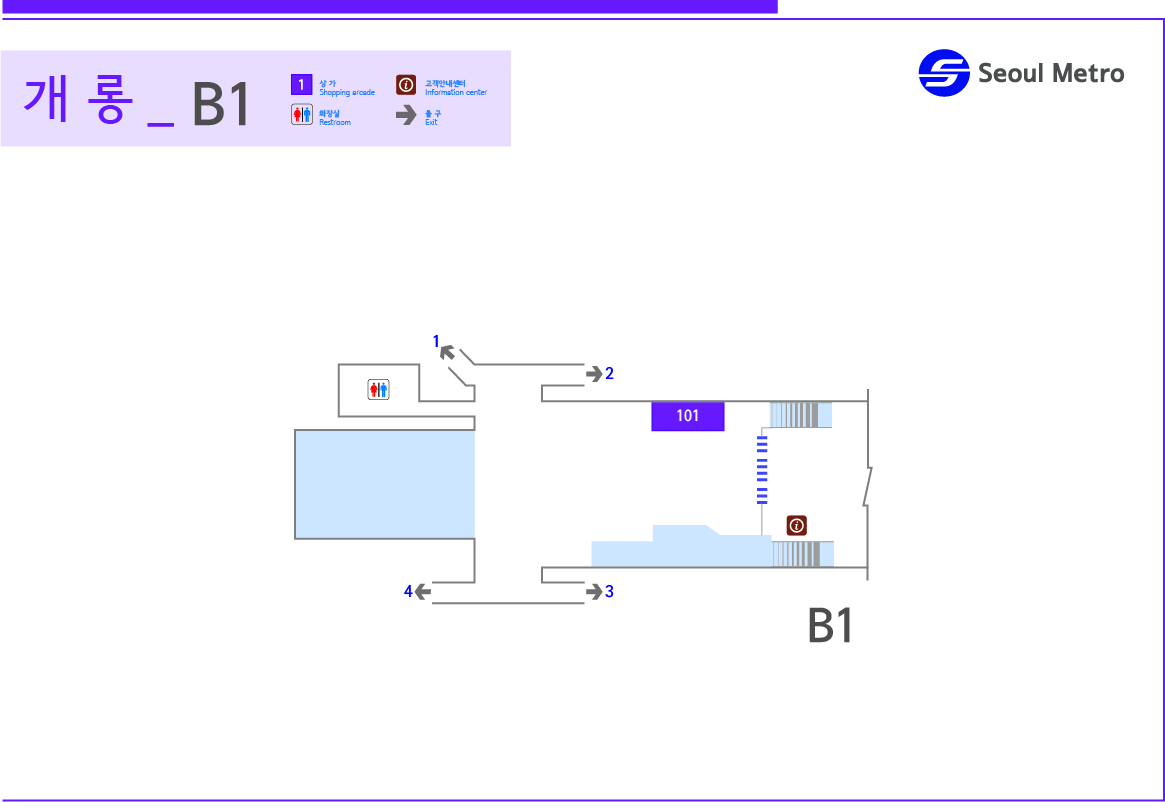 개 롱 _ B1
1 상 가
Shopping arcade
고객안내센터
Information center
화장실
Restroom
출 구
Exit
Seoul Metro
1
2
101
4
3
B1